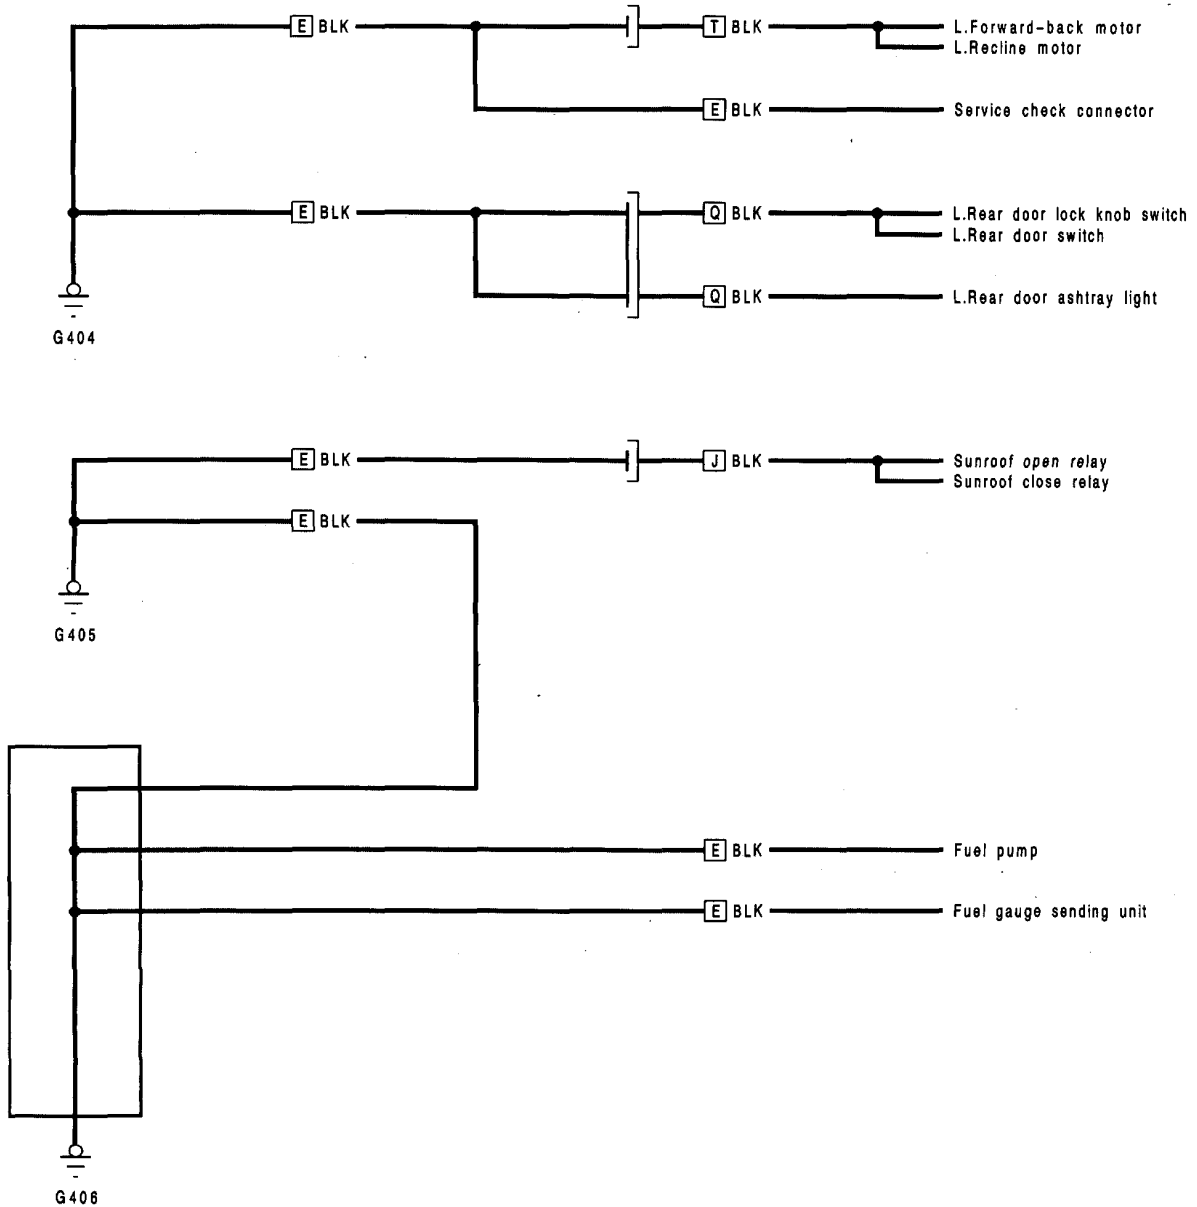 E BLK T BLK L.Forward-back motor
L.Recline motor
E BLK Service check connector
E BLK Q BLK L.Rear door lock knob switch
L.Rear door switch
Q BLK L.Rear door ashtray light
G404
E BLK J BLK Sunroof open relay
Sunroof close relay
E BLK
G405
E BLK Fuel pump
E BLK Fuel gauge sending unit
G406